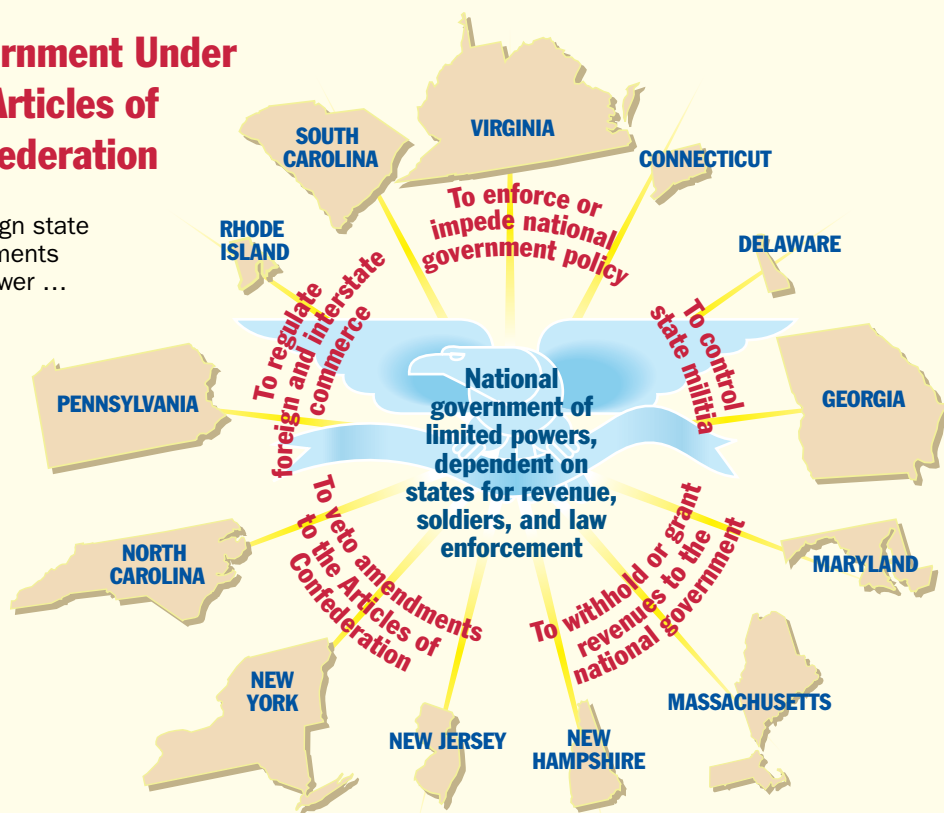 rnment Under
Articles of
federation
gn state
ments
wer …
SOUTH
CAROLINA
VIRGINIA
CONNECTICUT
RHODE
ISLAND
DELAWARE
PENNSYLVANIA
GEORGIA
NORTH
CAROLINA
MARYLAND
NEW
YORK
NEW JERSEY
NEW
HAMPSHIRE
MASSACHUSETTS
To enforce or
impede national
government policy
To regulate
foreign and interstate
commerce
To control
state militia
National
government of
limited powers,
dependent on
states for revenue,
soldiers, and law
enforcement
To veto amendments
to the Articles of
Confederation
To withhold or grant
revenues to the
national government